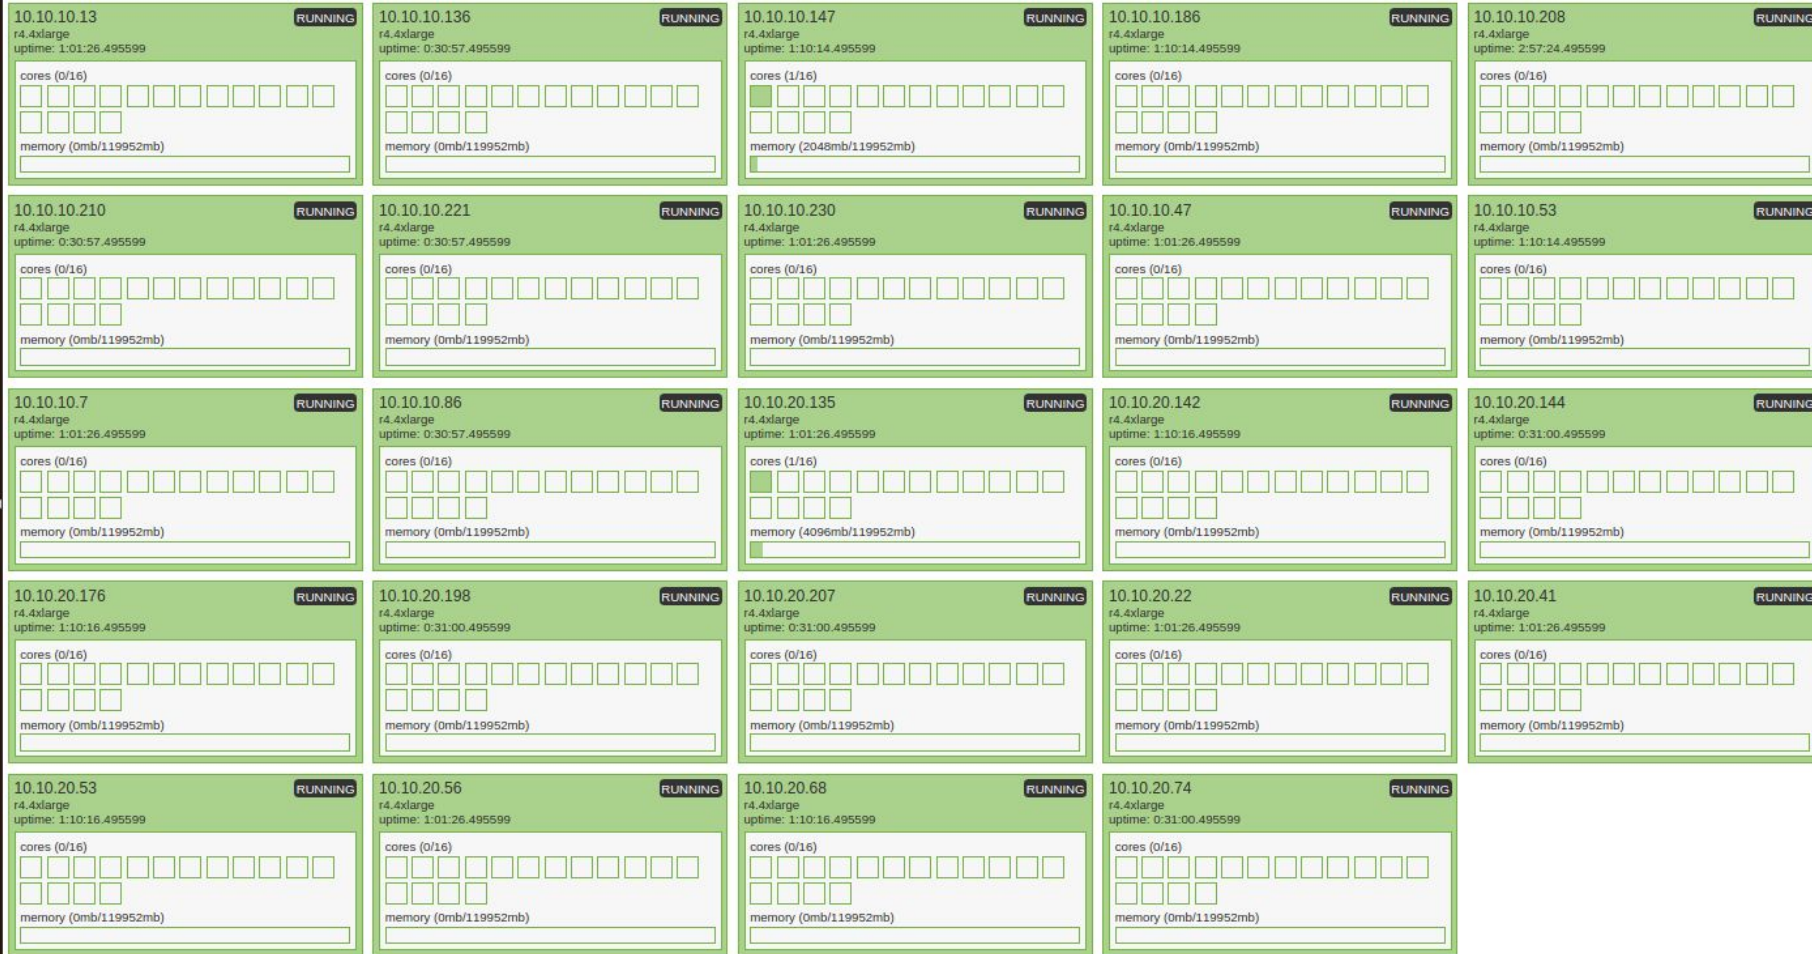 10.10.10.13 RUNNING
r4.4xlarge
uptime: 1:01:26.495599
cores (0/16)
memory (0mb/119952mb)
10.10.10.136 RUNNING
r4.4xlarge
uptime: 0:30:57.495599
cores (0/16)
memory (0mb/119952mb)
10.10.10.147 RUNNING
r4.4xlarge
uptime: 1:10:14.495599
cores (1/16)
memory (2048mb/119952mb)
10.10.10.186 RUNNING
r4.4xlarge
uptime: 1:10:14.495599
cores (0/16)
memory (0mb/119952mb)
10.10.10.208 RUNNING
r4.4xlarge
uptime: 2:57:24.495599
cores (0/16)
memory (0mb/119952mb)
10.10.10.210 RUNNING
r4.4xlarge
uptime: 0:30:57.495599
cores (0/16)
memory (0mb/119952mb)
10.10.10.221 RUNNING
r4.4xlarge
uptime: 0:30:57.495599
cores (0/16)
memory (0mb/119952mb)
10.10.10.230 RUNNING
r4.4xlarge
uptime: 1:01:26.495599
cores (0/16)
memory (0mb/119952mb)
10.10.10.47 RUNNING
r4.4xlarge
uptime: 1:01:26.495599
cores (0/16)
memory (0mb/119952mb)
10.10.10.53 RUNNING
r4.4xlarge
uptime: 1:10:14.495599
cores (0/16)
memory (0mb/119952mb)
10.10.10.7 RUNNING
r4.4xlarge
uptime: 1:01:26.495599
cores (0/16)
memory (0mb/119952mb)
10.10.10.86 RUNNING
r4.4xlarge
uptime: 0:30:57.495599
cores (0/16)
memory (0mb/119952mb)
10.10.20.135 RUNNING
r4.4xlarge
uptime: 1:01:26.495599
cores (1/16)
memory (4096mb/119952mb)
10.10.20.142 RUNNING
r4.4xlarge
uptime: 1:10:16.495599
cores (0/16)
memory (0mb/119952mb)
10.10.20.144 RUNNING
r4.4xlarge
uptime: 0:31:00.495599
cores (0/16)
memory (0mb/119952mb)
10.10.20.176 RUNNING
r4.4xlarge
uptime: 1:10:16.495599
cores (0/16)
memory (0mb/119952mb)
10.10.20.198 RUNNING
r4.4xlarge
uptime: 0:31:00.495599
cores (0/16)
memory (0mb/119952mb)
10.10.20.207 RUNNING
r4.4xlarge
uptime: 0:31:00.495599
cores (0/16)
memory (0mb/119952mb)
10.10.20.22 RUNNING
r4.4xlarge
uptime: 1:01:26.495599
cores (0/16)
memory (0mb/119952mb)
10.10.20.41 RUNNING
r4.4xlarge
uptime: 1:01:26.495599
cores (0/16)
memory (0mb/119952mb)
10.10.20.53 RUNNING
r4.4xlarge
uptime: 1:10:16.495599
cores (0/16)
memory (0mb/119952mb)
10.10.20.56 RUNNING
r4.4xlarge
uptime: 1:01:26.495599
cores (0/16)
memory (0mb/119952mb)
10.10.20.68 RUNNING
r4.4xlarge
uptime: 1:10:16.495599
cores (0/16)
memory (0mb/119952mb)
10.10.20.74 RUNNING
r4.4xlarge
uptime: 0:31:00.495599
cores (0/16)
memory (0mb/119952mb)